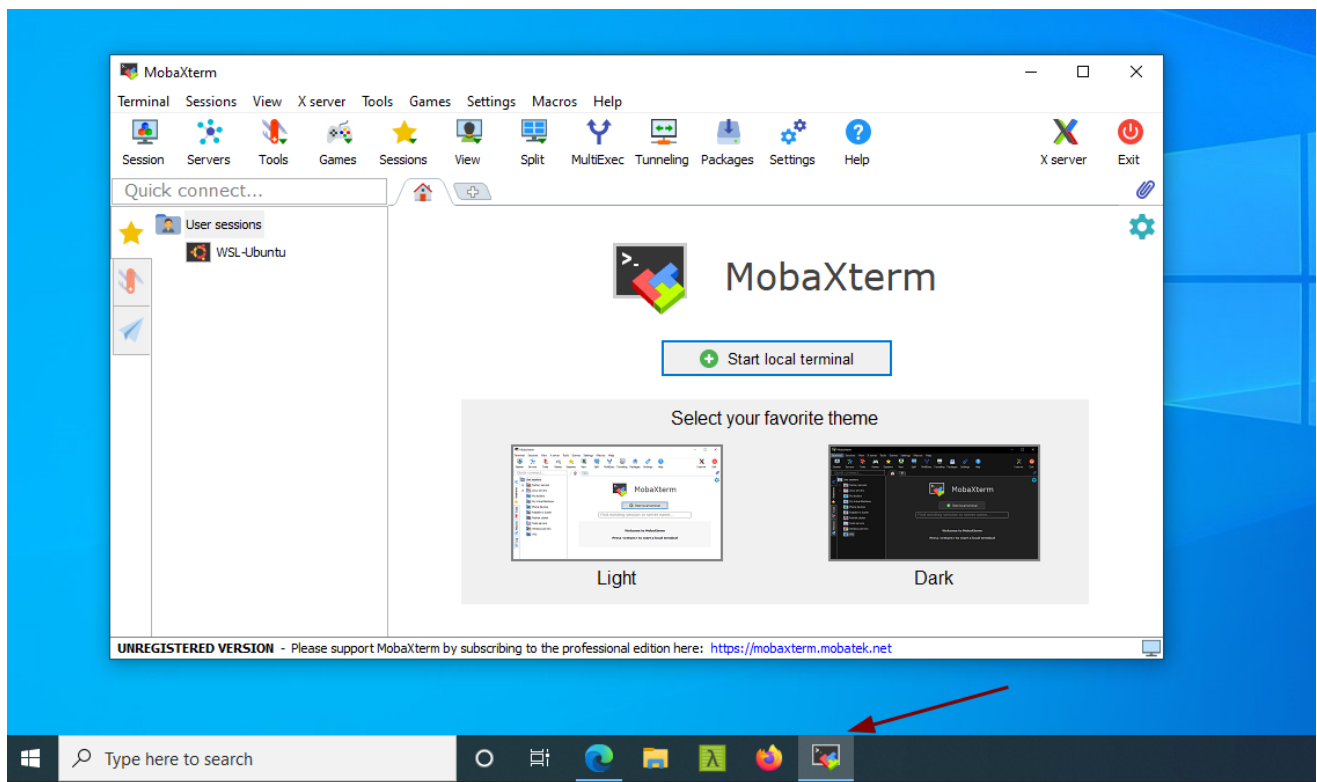 MobaXterm
Terminal Sessions View X server Tools Games Settings Macros Help
Session Servers Tools Games Sessions View Split MultiExec Tunneling Packages Settings Help X server Exit
Quick connect...
User sessions
WSL-Ubuntu
>_
MobaXterm
Start local terminal
Select your favorite theme
MobaXterm
MobaXterm
Light
Dark
UNREGISTERED VERSION - Please support MobaXterm by subscribing to the professional edition here: https://mobaxterm.mobatek.net
Type here to search